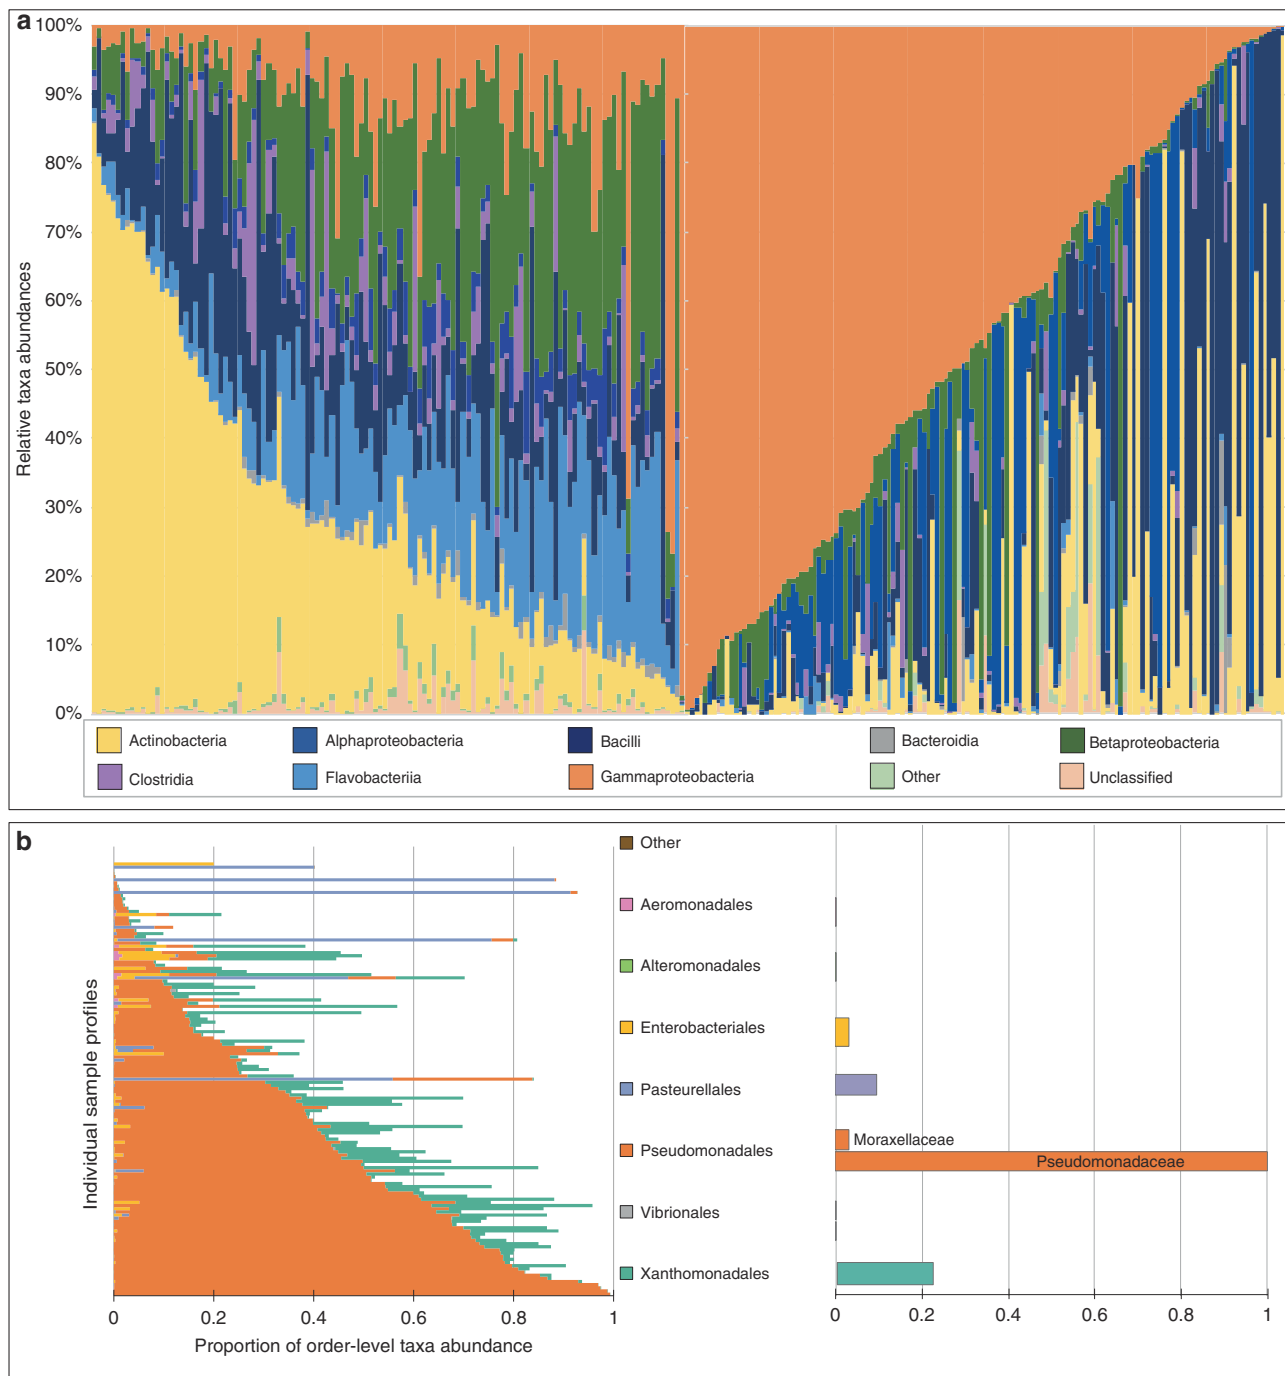 a
100%
90%
80%
70%
60%
50%
40%
30%
20%
10%
0%
Relative taxa abundances
Actinobacteria
Alphaproteobacteria
Bacilli
Bacteroidia
Betaproteobacteria
Clostridia
Flavobacteriia
Gammaproteobacteria
Other
Unclassified
b
Individual sample profiles
0 0.2 0.4 0.6 0.8 1
Proportion of order-level taxa abundance
Other
Aeromonadales
Alteromonadales
Enterobacteriales
Pasteurellales
Pseudomonadales
Vibrionales
Xanthomonadales
Moraxellaceae
Pseudomonadaceae
0 0.2 0.4 0.6 0.8 1